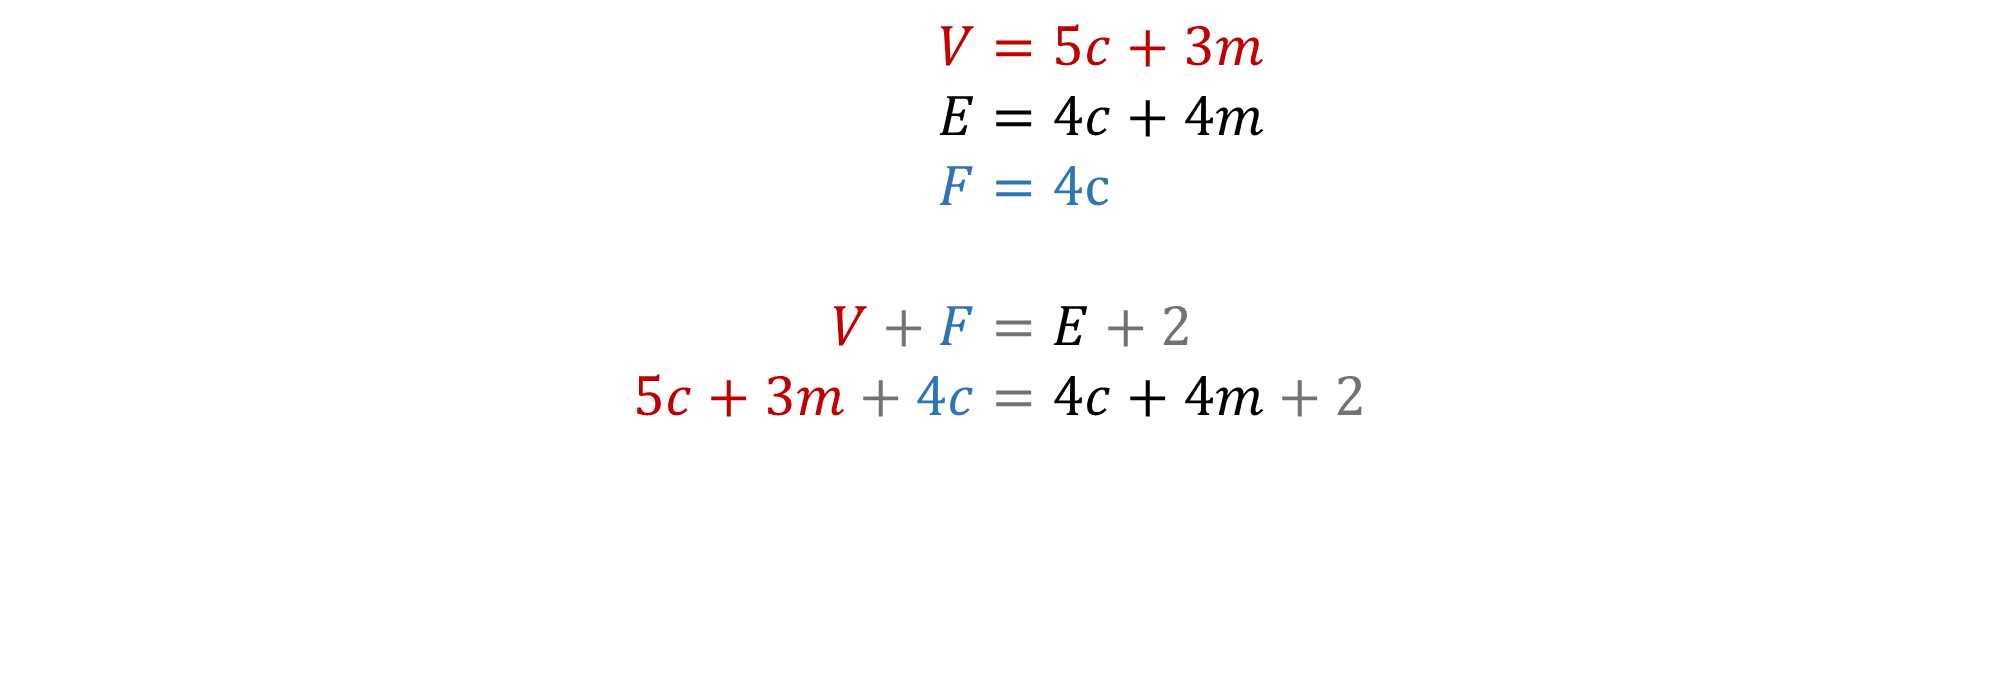 V = 5c + 3m
E = 4c + 4m
F = 4c
V + F = E + 2
5c + 3m + 4c = 4c + 4m + 2